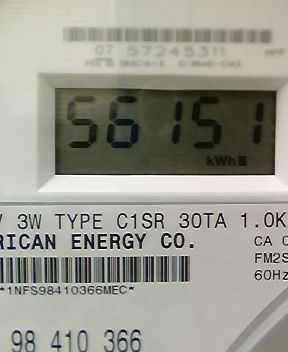 07 57245311
56151
kWh
3W TYPE C1SR 30TA 1.0K
RICAN ENERGY CO.
CA
FM2S
*1NFS98410366MEC*
60Hz
98 410 366